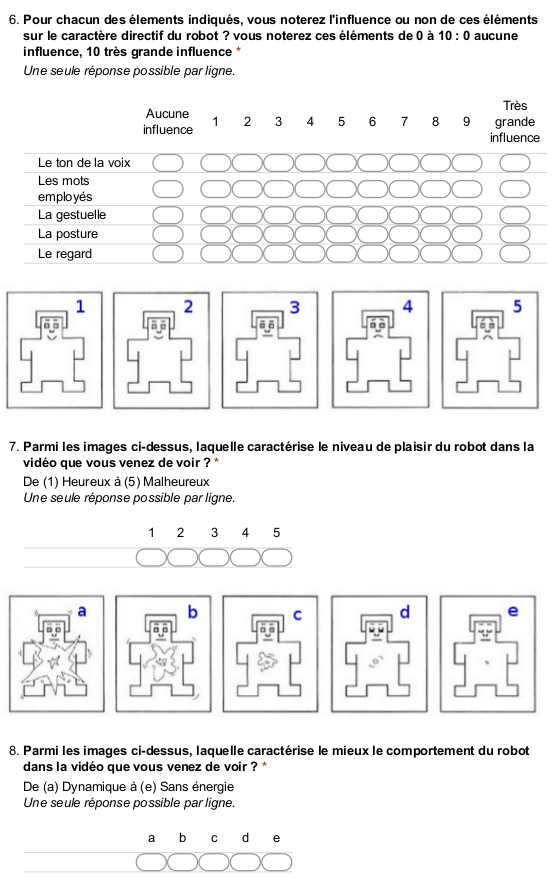 6. Pour chacun des élements indiqués, vous noterez l'influence ou non de ces éléments
sur le caractère directif du robot ? vous noterez ces éléments de 0 à 10 : 0 aucune
influence, 10 très grande influence *
Une seule réponse possible par ligne.
Aucune influence 1 2 3 4 5 6 7 8 9 Très grande influence
Le ton de la voix
Les mots
employés
La gestuelle
La posture
Le regard
1 2 3 4 5
7. Parmi les images ci-dessus, laquelle caractérise le niveau de plaisir du robot dans la
vidéo que vous venez de voir ? *
De (1) Heureux à (5) Malheureux
Une seule réponse possible par ligne.
1 2 3 4 5
a b c d e
8. Parmi les images ci-dessus, laquelle caractérise le mieux le comportement du robot
dans la vidéo que vous venez de voir ? *
De (a) Dynamique à (e) Sans énergie
Une seule réponse possible par ligne.
a b c d e